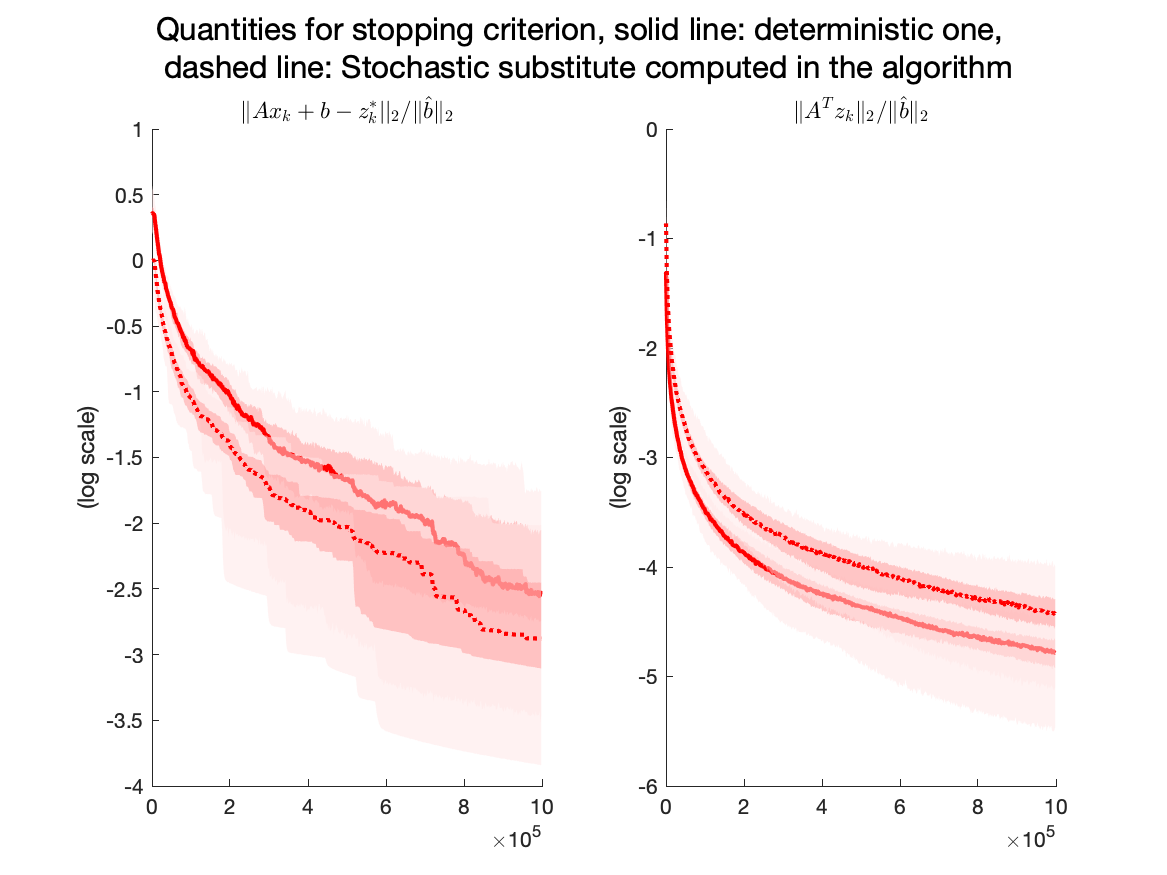 Quantities for stopping criterion, solid line: deterministic one,
dashed line: Stochastic substitute computed in the algorithm
‖Ax_k + b − z_k^*||_2/‖b̂‖_2
1
0.5
0
-0.5
-1
-1.5
-2
-2.5
-3
-3.5
-4
(log scale)
0 2 4 6 8 10
×10^5
‖A^T z_k‖_2/‖b̂‖_2
0
-1
-2
-3
-4
-5
-6
(log scale)
0 2 4 6 8 10
×10^5